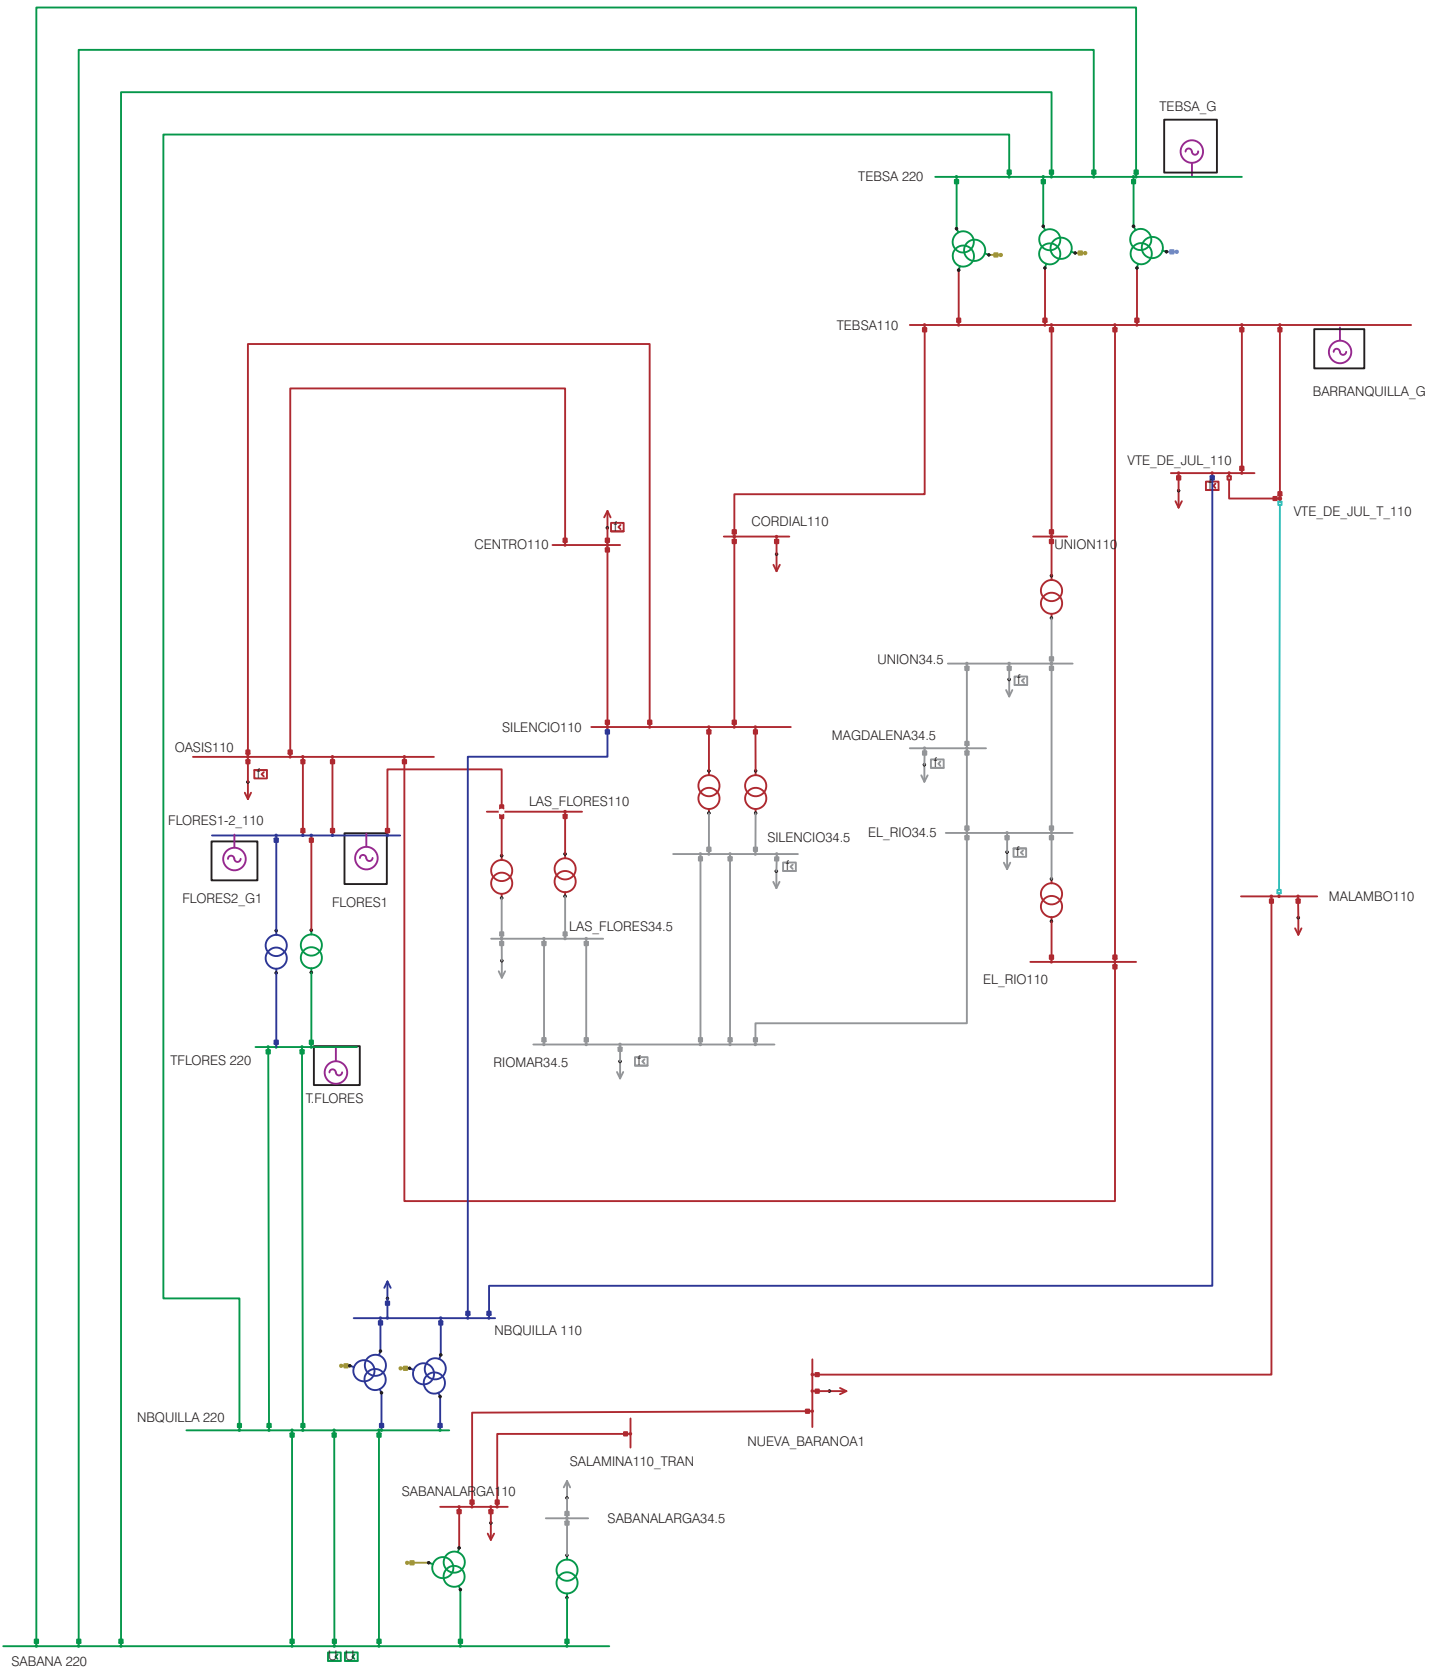 TEBSA_G
TEBSA 220
TEBSA110
BARRANQUILLA_G
VTE_DE_JUL_110
VTE_DE_JUL_T_110
CORDIAL110
CENTRO110
UNION110
UNION34.5
SILENCIO110
MAGDALENA34.5
OASIS110
LAS_FLORES110
FLORES1-2_110
SILENCIO34.5
EL_RIO34.5
FLORES2_G1
FLORES1
MALAMBO110
LAS_FLORES34.5
EL_RIO110
TFLORES 220
RIOMAR34.5
T.FLORES
NBQUILLA 110
NBQUILLA 220
NUEVA_BARANOA1
SALAMINA110_TRAN
SABANALARGA110
SABANALARGA34.5
SABANA 220